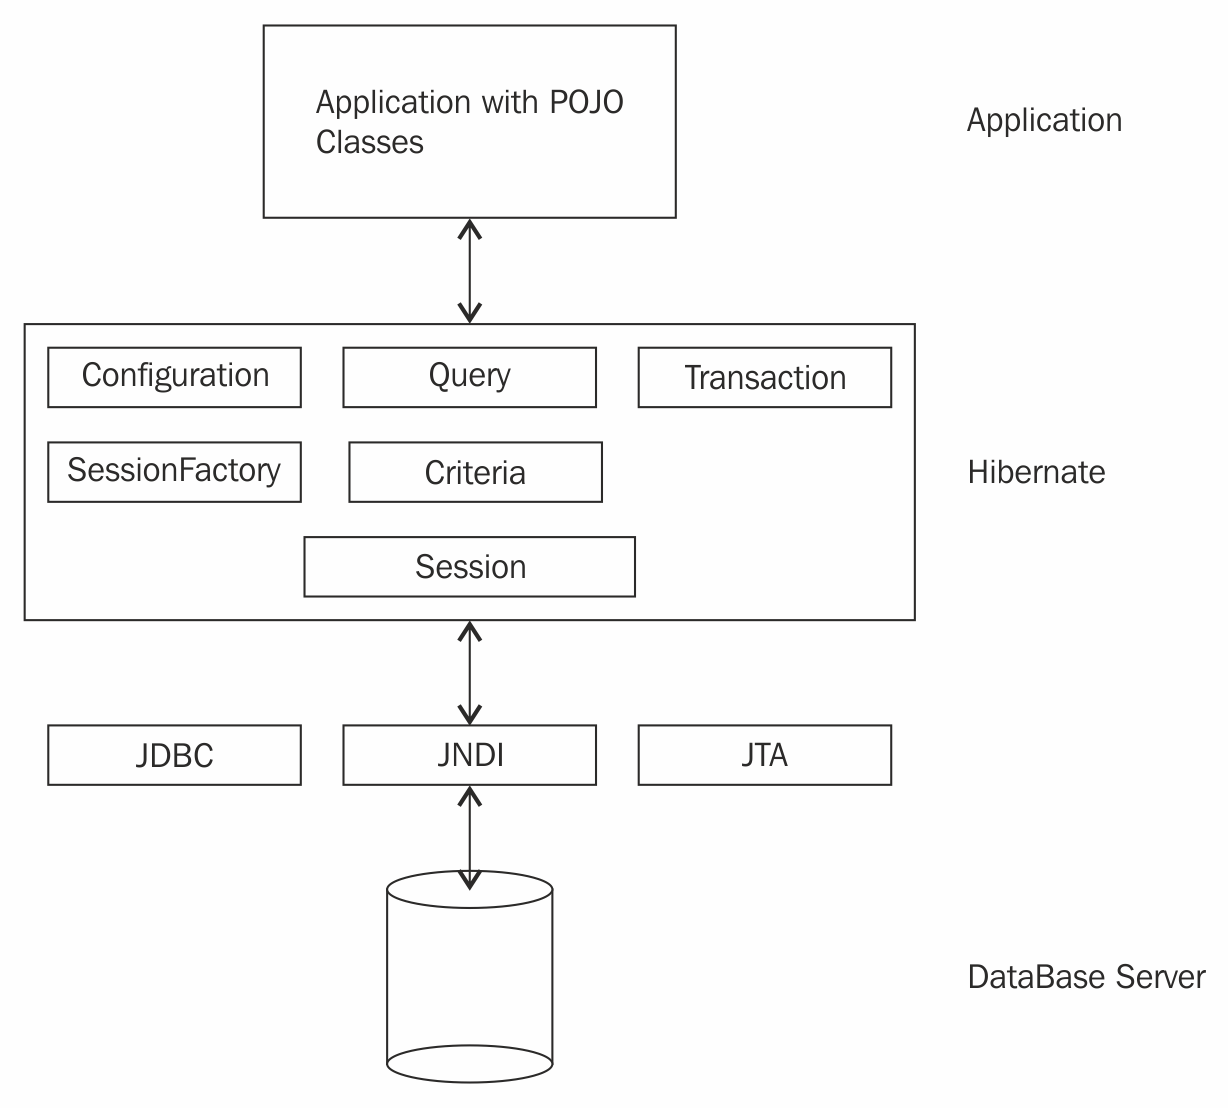 Application with POJO
Classes
Application
Configuration
Query
Transaction
SessionFactory
Criteria
Hibernate
Session
JDBC
JNDI
JTA
DataBase Server